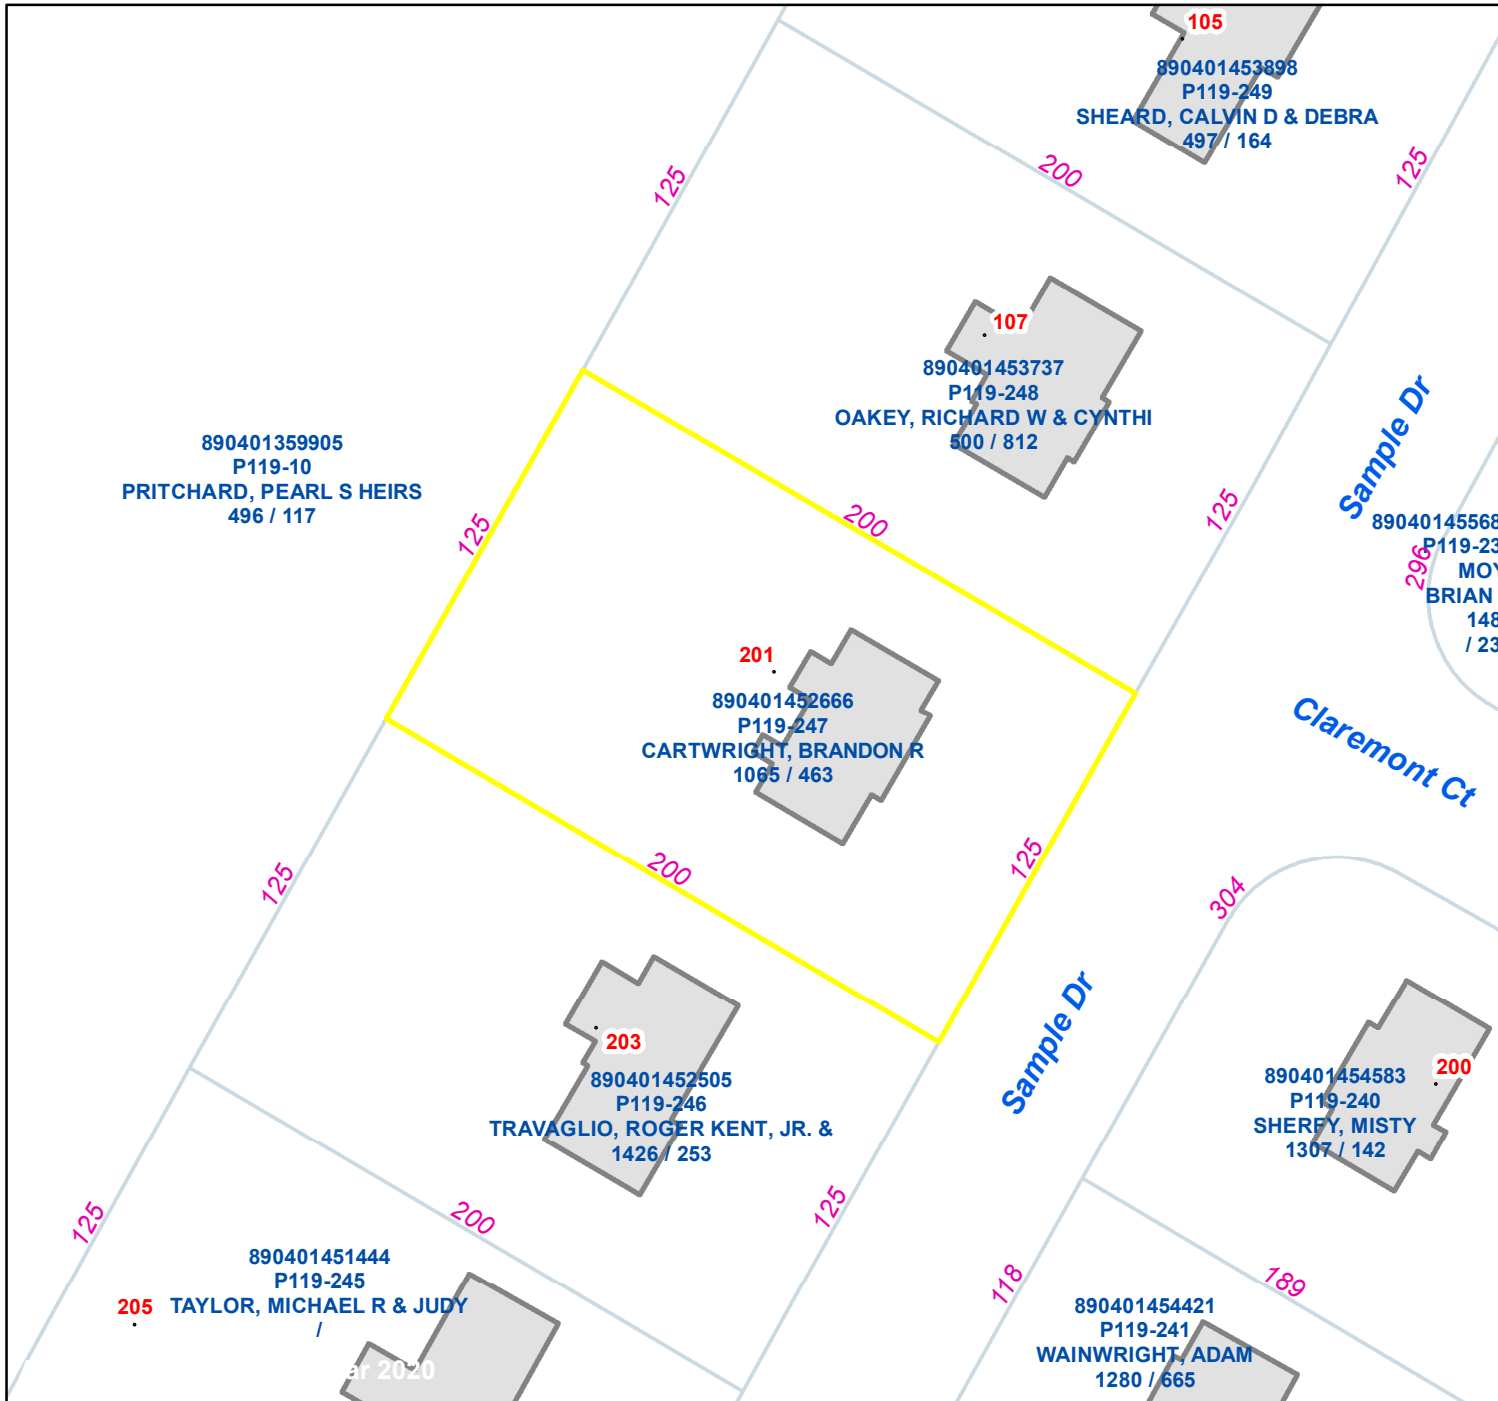 105
890401453898
P119-249
SHEARD, CALVIN D & DEBRA
497 / 164
125
200
125
107
890401453737
P119-248
OAKEY, RICHARD W & CYNTHI
500 / 812
Sample Dr
890401359905
P119-10
PRITCHARD, PEARL S HEIRS
496 / 117
125
200
125
89040145568
P119-23
MOY
BRIAN
148
/ 23
296
201
890401452666
P119-247
CARTWRIGHT, BRANDON R
1065 / 463
Claremont Ct
125
200
125
304
203
890401452505
P119-246
TRAVAGLIO, ROGER KENT, JR. &
1426 / 253
Sample Dr
200
890401454583
P119-240
SHERFY, MISTY
1307 / 142
125
200
125
890401451444
P119-245
TAYLOR, MICHAEL R & JUDY
/
205
118
189
890401454421
P119-241
WAINWRIGHT, ADAM
1280 / 665
ar 2020